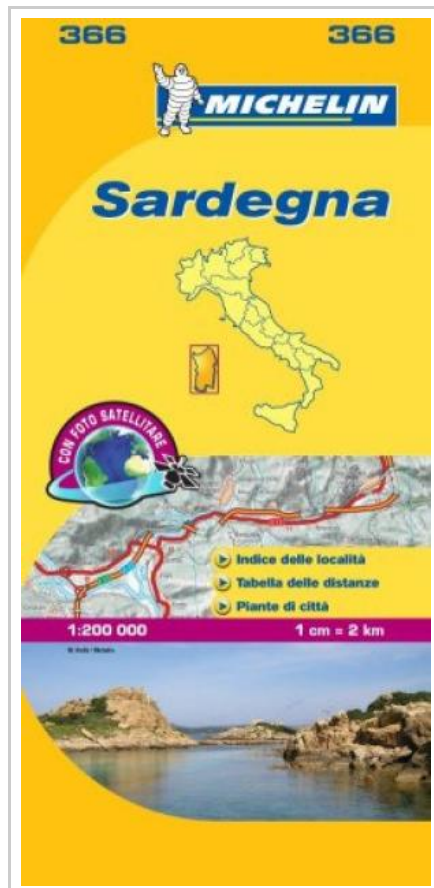 366 366
MICHELIN
Sardegna
CON FOTO SATELLITARE
Indice delle località
Tabella delle distanze
Piante di città
1:200 000 1 cm = 2 km